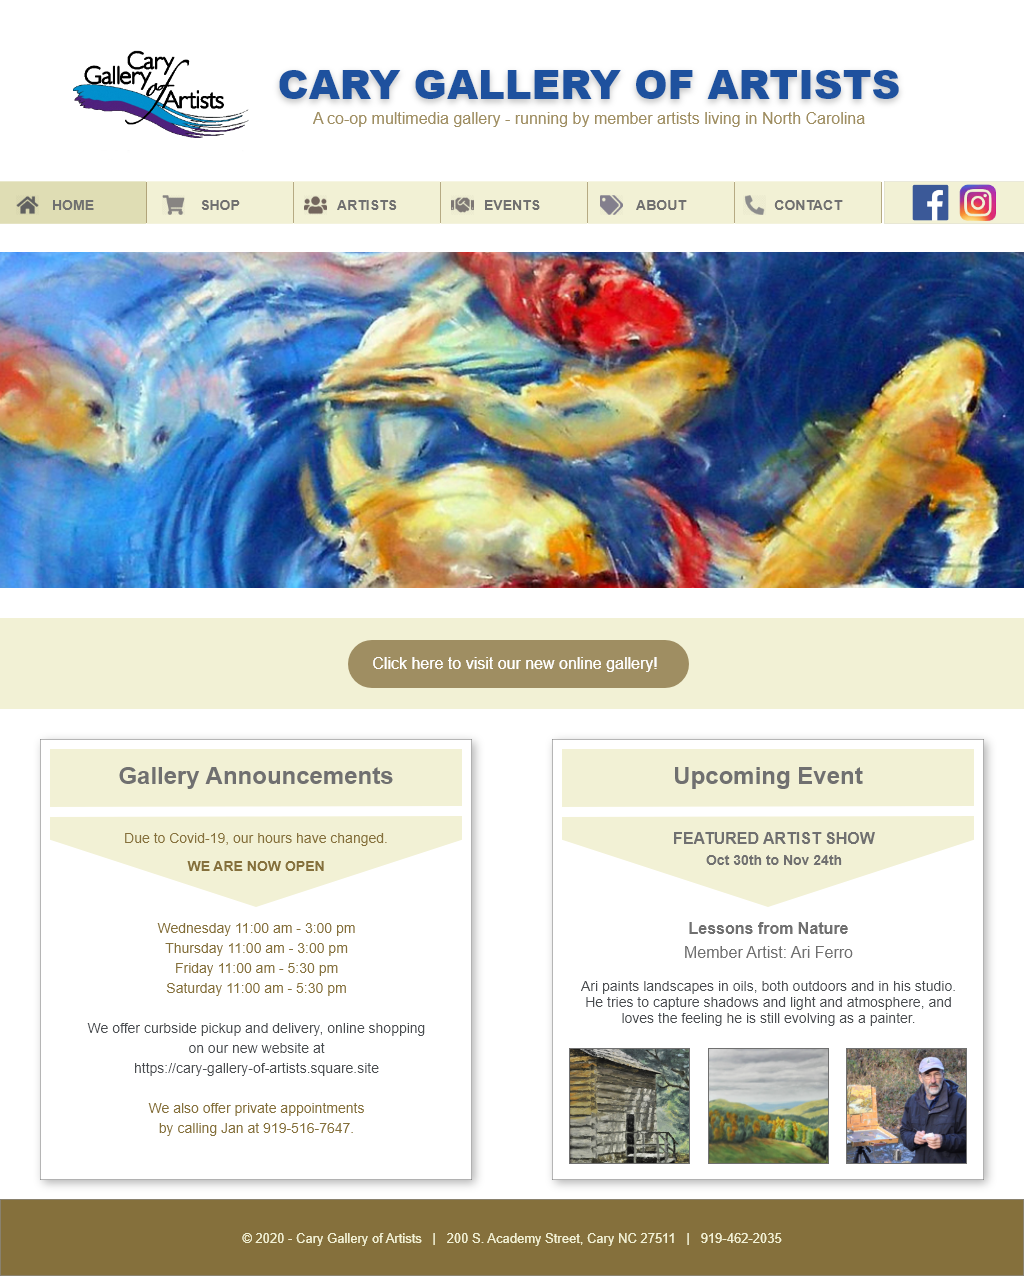 Cary
Gallery
of
Artists
CARY GALLERY OF ARTISTS
A co-op multimedia gallery - running by member artists living in North Carolina
HOME
SHOP
ARTISTS
EVENTS
ABOUT
CONTACT
Click here to visit our new online gallery!
Gallery Announcements
Due to Covid-19, our hours have changed.
WE ARE NOW OPEN
Wednesday 11:00 am - 3:00 pm
Thursday 11:00 am - 3:00 pm
Friday 11:00 am - 5:30 pm
Saturday 11:00 am - 5:30 pm
We offer curbside pickup and delivery, online shopping
on our new website at
https://cary-gallery-of-artists.square.site
We also offer private appointments
by calling Jan at 919-516-7647.
Upcoming Event
FEATURED ARTIST SHOW
Oct 30th to Nov 24th
Lessons from Nature
Member Artist: Ari Ferro
Ari paints landscapes in oils, both outdoors and in his studio.
He tries to capture shadows and light and atmosphere, and
loves the feeling he is still evolving as a painter.
© 2020 - Cary Gallery of Artists | 200 S. Academy Street, Cary NC 27511 | 919-462-2035